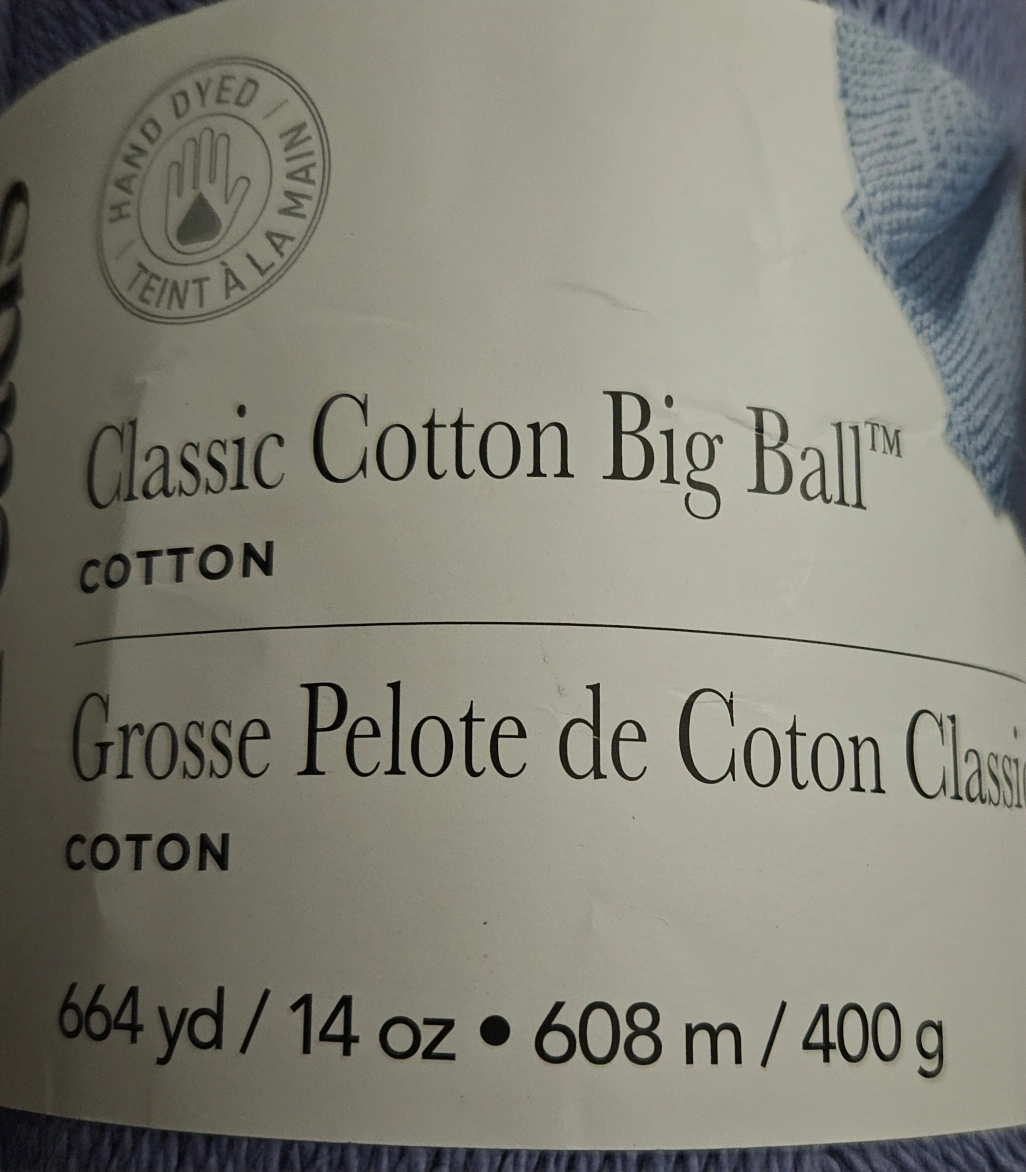 HAND DYED / TEINT À LA MAIN /
Classic Cotton Big Ball™
COTTON
Grosse Pelote de Coton
COTON
664 yd / 14 oz • 608 m / 400 g